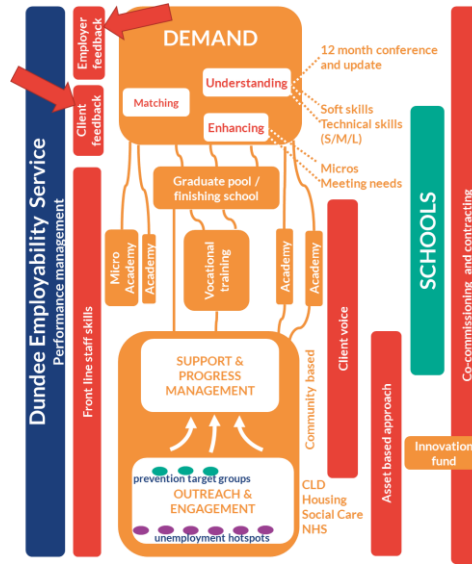 Dundee Employability Service
Performance management
Employer
feedback
Client
feedback
Front line staff skills
DEMAND
Understanding
Matching
Enhancing
12 month conference
and update
Soft skills
Technical skills
(S/M/L)
Micros
Meeting needs
Graduate pool /
finishing school
Micro
Academy
Academy
Vocational
training
Academy
Academy
SUPPORT &
PROGRESS
MANAGEMENT
Community based
prevention target groups
OUTREACH &
ENGAGEMENT
unemployment hotspots
CLD
Housing
Social Care
NHS
Client voice
Asset based approach
SCHOOLS
Innovation
fund
Co-commissioning and contracting